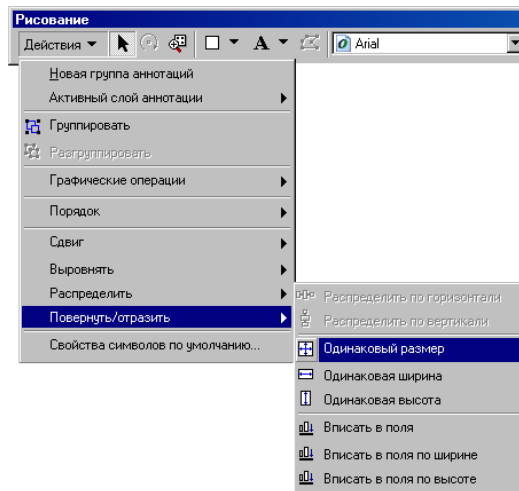 Рисование
Действия
A
Arial
Новая группа аннотаций
Активный слой аннотации
Группировать
Разгруппировать
Графические операции
Порядок
Сдвиг
Выровнять
Распределить
Повернуть/отразить
Свойства символов по умолчанию...
Распределить по горизонтали
Распределить по вертикали
Одинаковый размер
Одинаковая ширина
Одинаковая высота
Вписать в поля
Вписать в поля по ширине
Вписать в поля по высоте